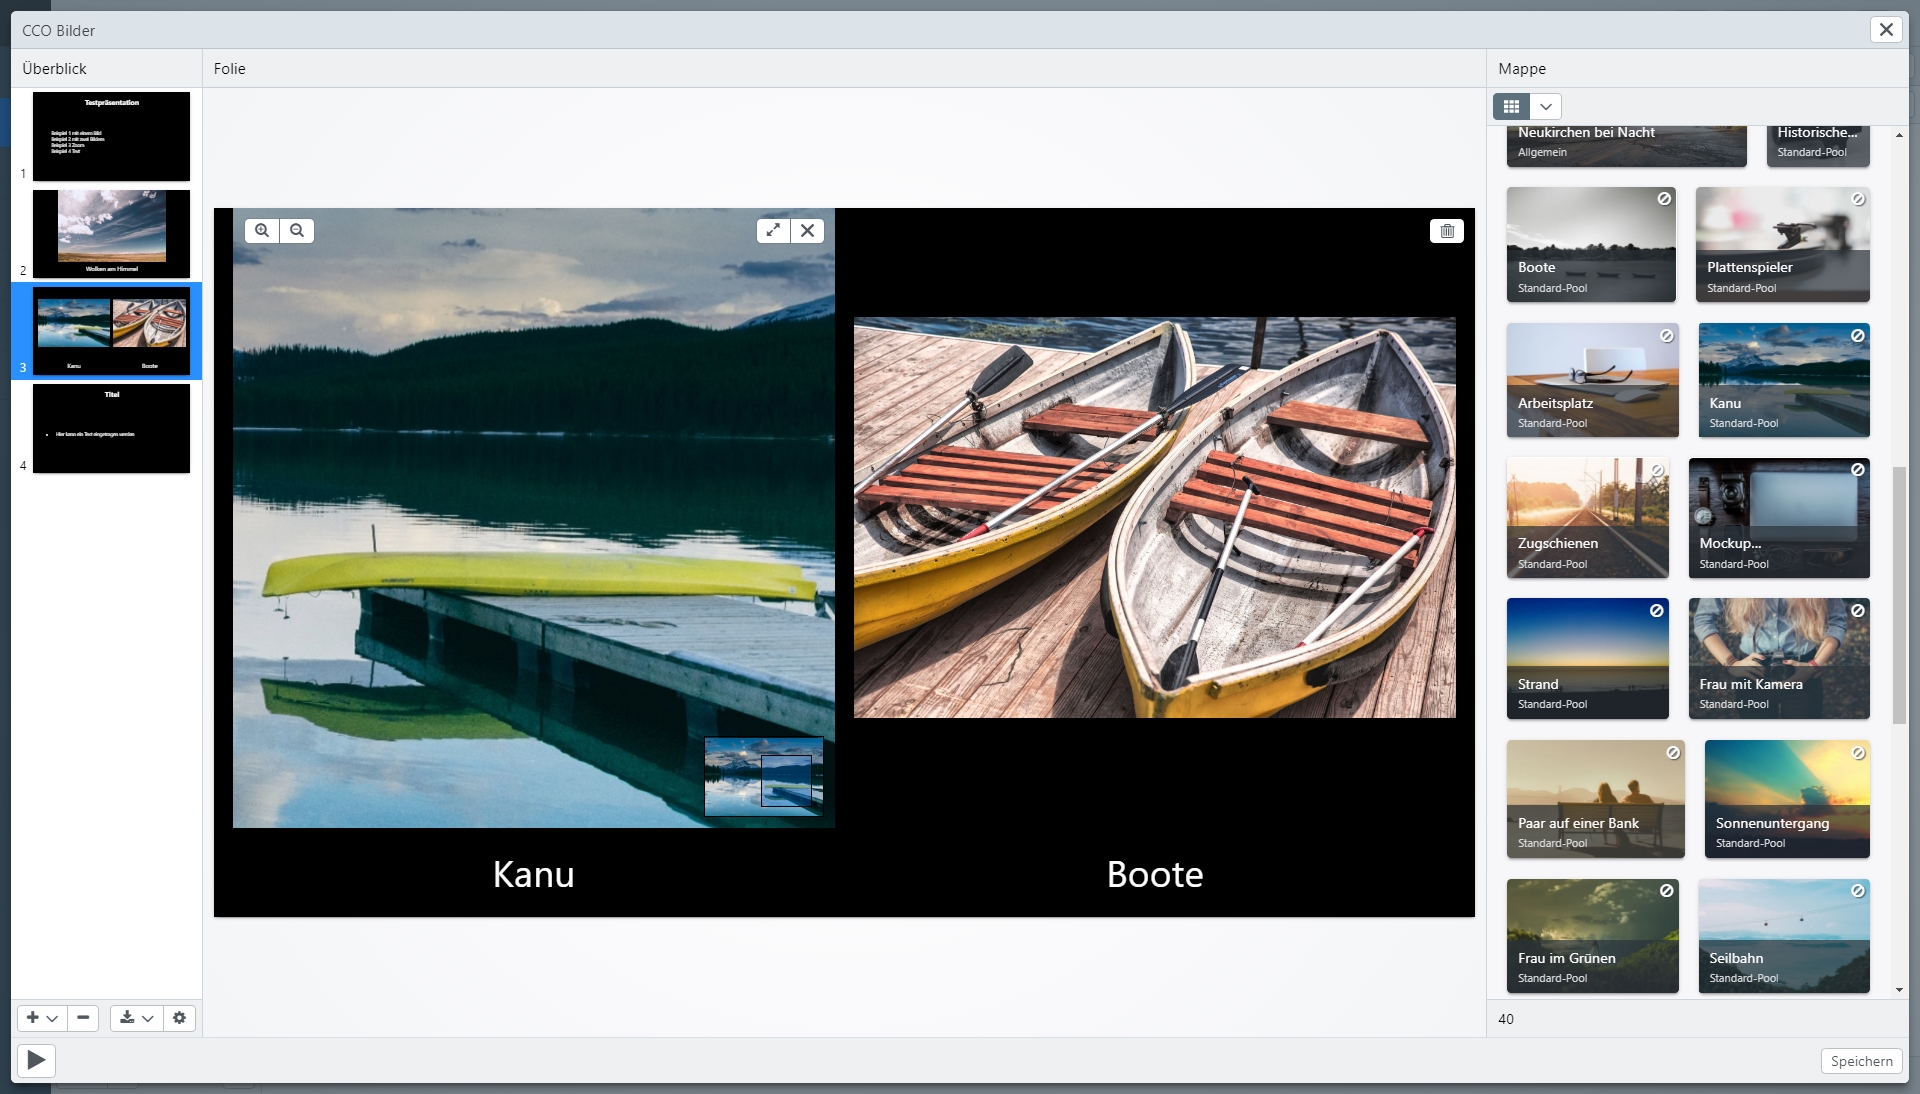 CCO Bilder
Überblick
Folie
Mappe
Testpräsentation
Beispiel 1 mit einem Bild
Beispiel 2 mit zwei Bildern
Beispiel 3 Zoom
Beispiel 4 Text
1
Wolken am Himmel
2
Kanu
Boote
3
Titel
Hier kann ein Text eingetragen werden
4
Kanu
Boote
Neukirchen bei Nacht
Allgemein
Historische...
Standard-Pool
Boote
Standard-Pool
Plattenspieler
Standard-Pool
Arbeitsplatz
Standard-Pool
Kanu
Standard-Pool
Zugschienen
Standard-Pool
Mockup...
Standard-Pool
Strand
Standard-Pool
Frau mit Kamera
Standard-Pool
Paar auf einer Bank
Standard-Pool
Sonnenuntergang
Standard-Pool
Frau im Grünen
Standard-Pool
Seilbahn
Standard-Pool
40
Speichern